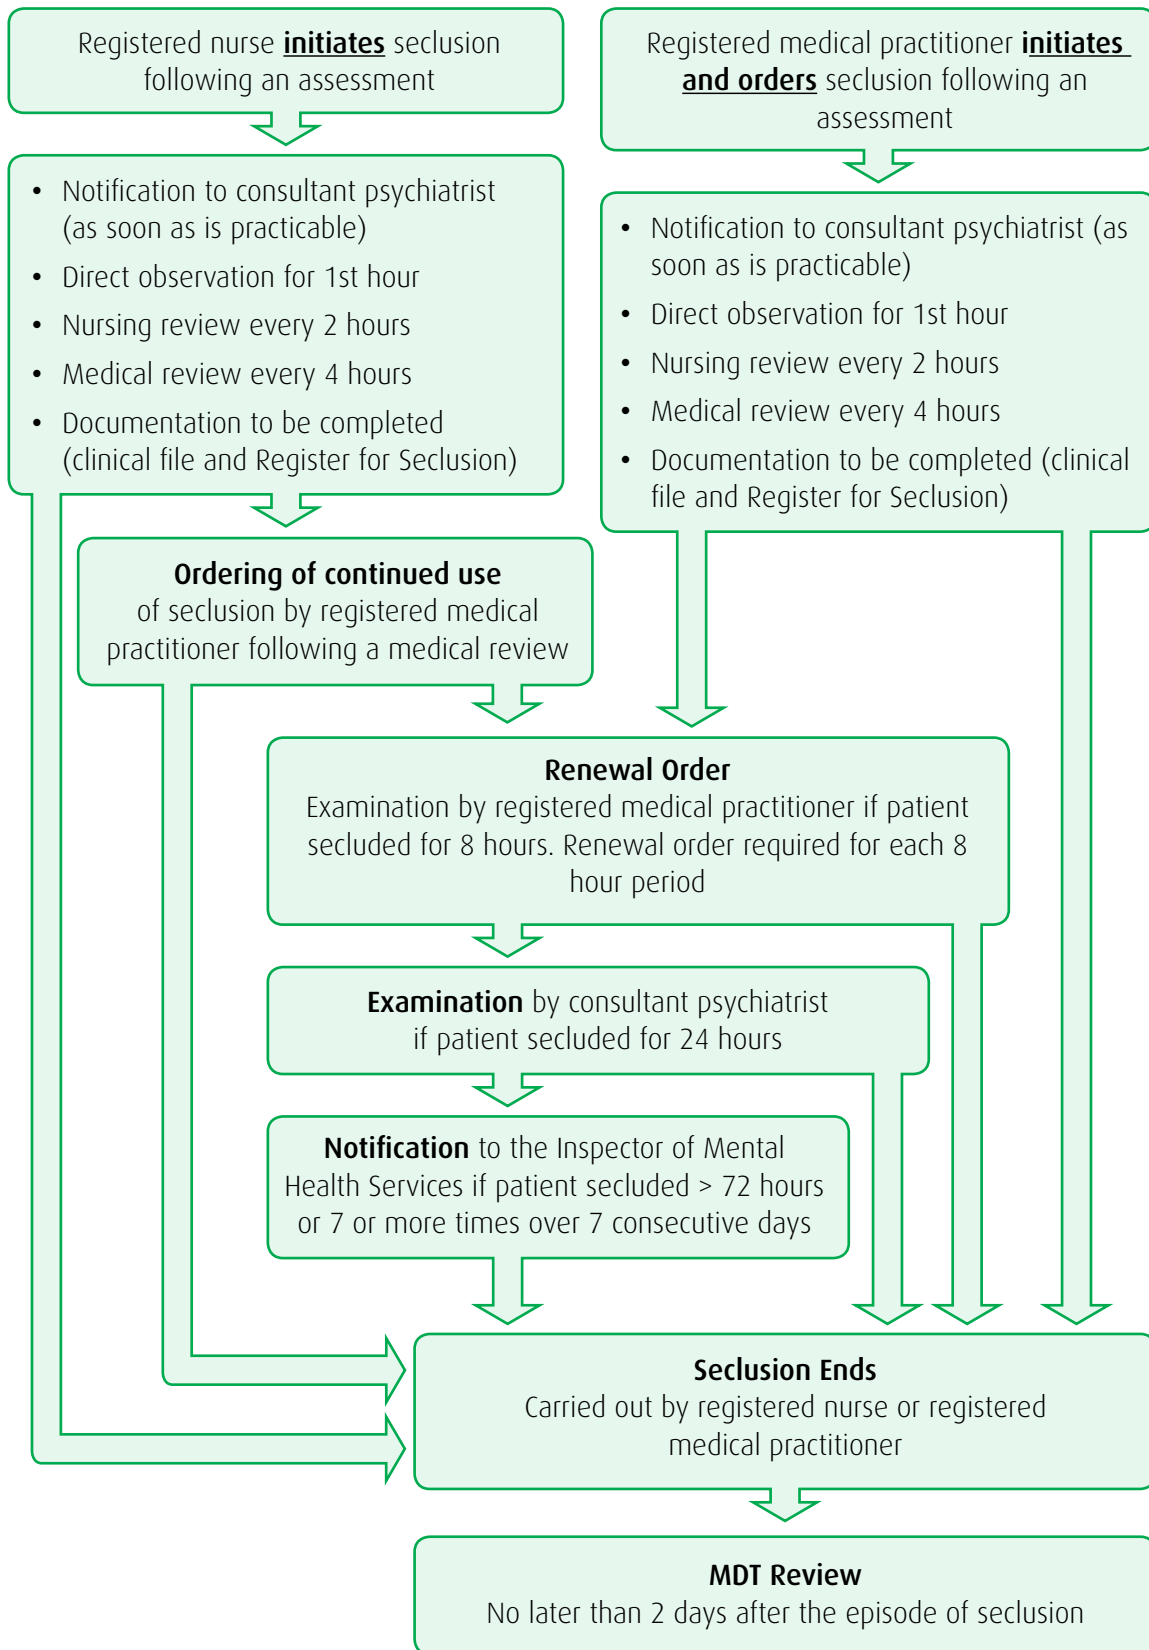 Registered nurse initiates seclusion
following an assessment
Registered medical practitioner initiates
and orders seclusion following an
assessment
• Notification to consultant psychiatrist
(as soon as is practicable)
• Direct observation for 1st hour
• Nursing review every 2 hours
• Medical review every 4 hours
• Documentation to be completed
(clinical file and Register for Seclusion)
• Notification to consultant psychiatrist (as
soon as is practicable)
• Direct observation for 1st hour
• Nursing review every 2 hours
• Medical review every 4 hours
• Documentation to be completed (clinical
file and Register for Seclusion)
Ordering of continued use
of seclusion by registered medical
practitioner following a medical review
Renewal Order
Examination by registered medical practitioner if patient
secluded for 8 hours. Renewal order required for each 8
hour period
Examination by consultant psychiatrist
if patient secluded for 24 hours
Notification to the Inspector of Mental
Health Services if patient secluded > 72 hours
or 7 or more times over 7 consecutive days
Seclusion Ends
Carried out by registered nurse or registered
medical practitioner
MDT Review
No later than 2 days after the episode of seclusion